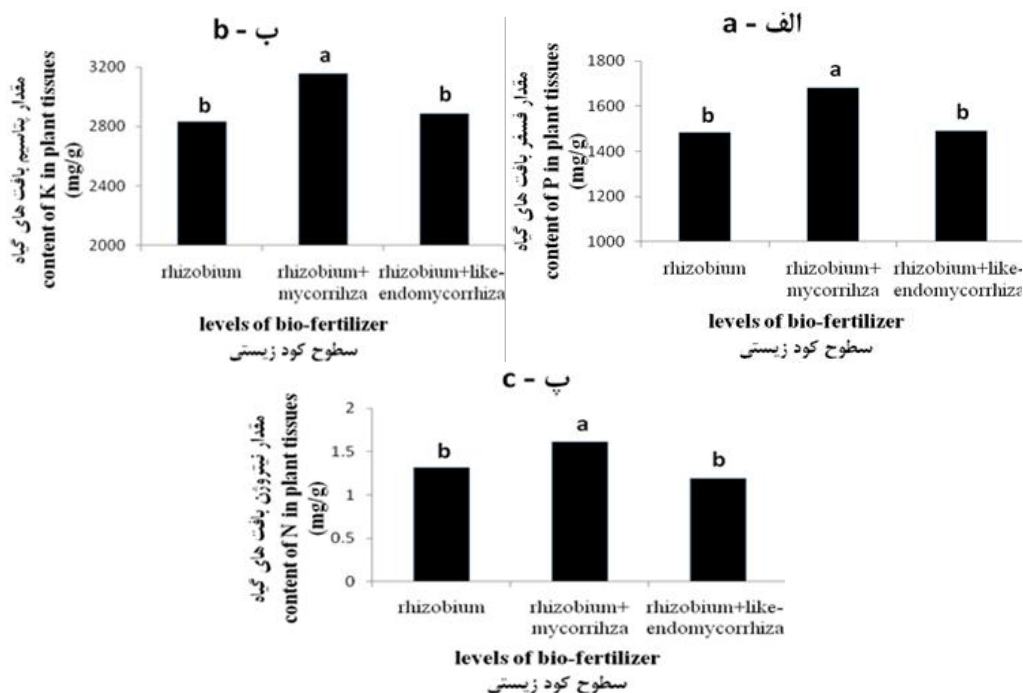 b - ب
مقدار پتاسیم بافت های گیاه
content of K in plant tissues
(mg/g)
3200
2800
2400
2000
b
a
b
rhizobium
rhizobium+
mycorrihza
rhizobium+like-
endomycorrhiza
levels of bio-fertilizer
سطوح کود زیستی
a - الف
مقدار فسفر بافت های گیاه
content of P in plant tissues
(mg/g)
1800
1600
1400
1200
1000
b
a
b
rhizobium
rhizobium+
mycorrihza
rhizobium+like-
endomycorrhiza
levels of bio-fertilizer
سطوح کود زیستی
c - پ
مقدار نیتروژن بافت های گیاه
content of N in plant tissues
(mg/g)
2
1.5
1
0.5
0
b
a
b
rhizobium
rhizobium+
mycorrihza
rhizobium+like-
endomycorrhiza
levels of bio-fertilizer
سطوح کود زیستی